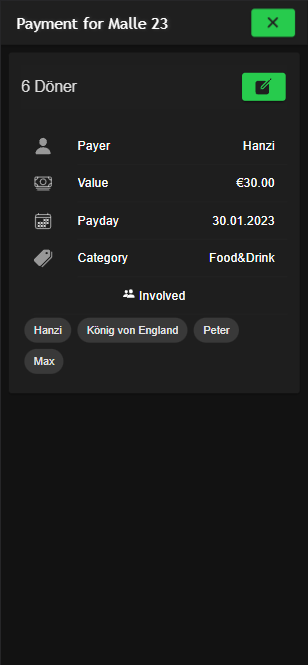 Payment for Malle 23
6 Döner
Payer Hanzi
Value €30.00
Payday 30.01.2023
Category Food&Drink
Involved
Hanzi König von England Peter
Max